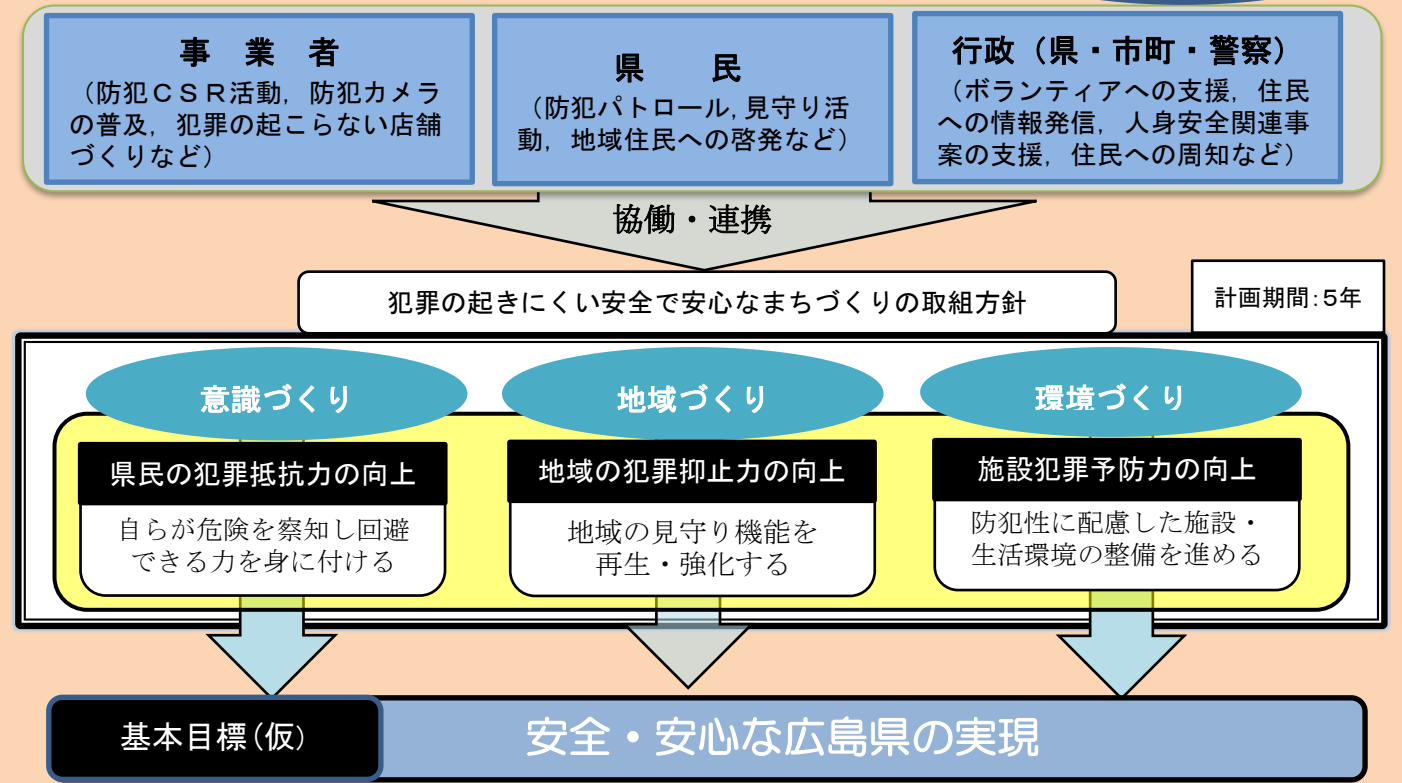 事　業　者
（防犯ＣＳＲ活動，防犯カメラ
の普及，犯罪の起こらない店舗
づくりなど）
県　　民
（防犯パトロール,見守り活
動，地域住民への啓発など）
行政（県・市町・警察）
（ボランティアへの支援，住民
への情報発信，人身安全関連事
案の支援，住民への周知など）
協働・連携
犯罪の起きにくい安全で安心なまちづくりの取組方針
計画期間：５年
意識づくり
県民の犯罪抵抗力の向上
自らが危険を察知し回避
できる力を身に付ける
地域づくり
地域の犯罪抑止力の向上
地域の見守り機能を
再生・強化する
環境づくり
施設犯罪予防力の向上
防犯性に配慮した施設・
生活環境の整備を進める
基本目標（仮）
安全・安心な広島県の実現